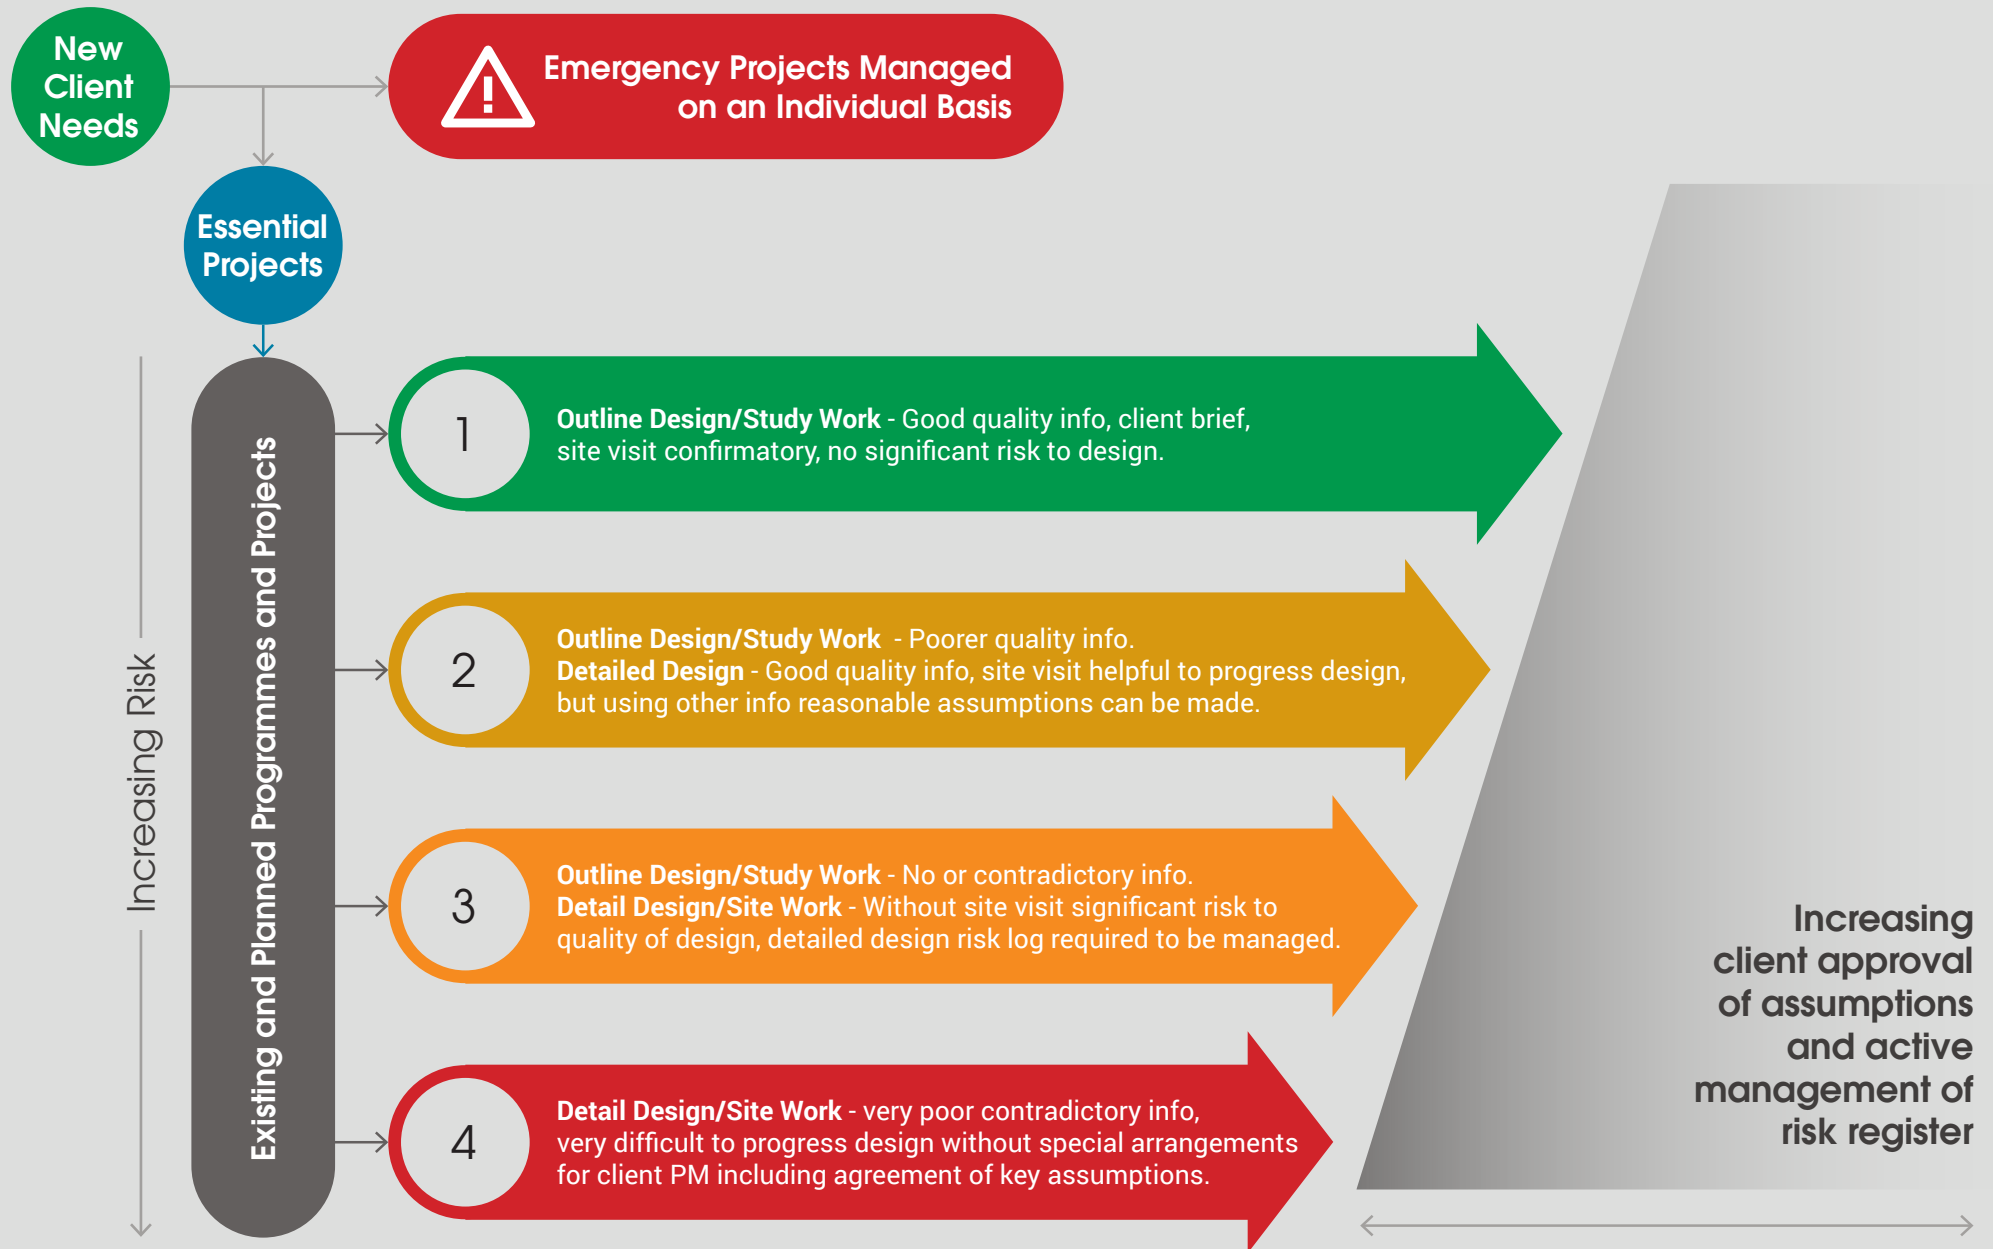 New
Client
Needs
Emergency Projects Managed
on an Individual Basis
Essential
Projects
Increasing Risk
Existing and Planned Programmes and Projects
1
Outline Design/Study Work - Good quality info, client brief,
site visit confirmatory, no significant risk to design.
2
Outline Design/Study Work - Poorer quality info.
Detailed Design - Good quality info, site visit helpful to progress design,
but using other info reasonable assumptions can be made.
3
Outline Design/Study Work - No or contradictory info.
Detail Design/Site Work - Without site visit significant risk to
quality of design, detailed design risk log required to be managed.
4
Detail Design/Site Work - very poor contradictory info,
very difficult to progress design without special arrangements
for client PM including agreement of key assumptions.
Increasing
client approval
of assumptions
and active
management of
risk register